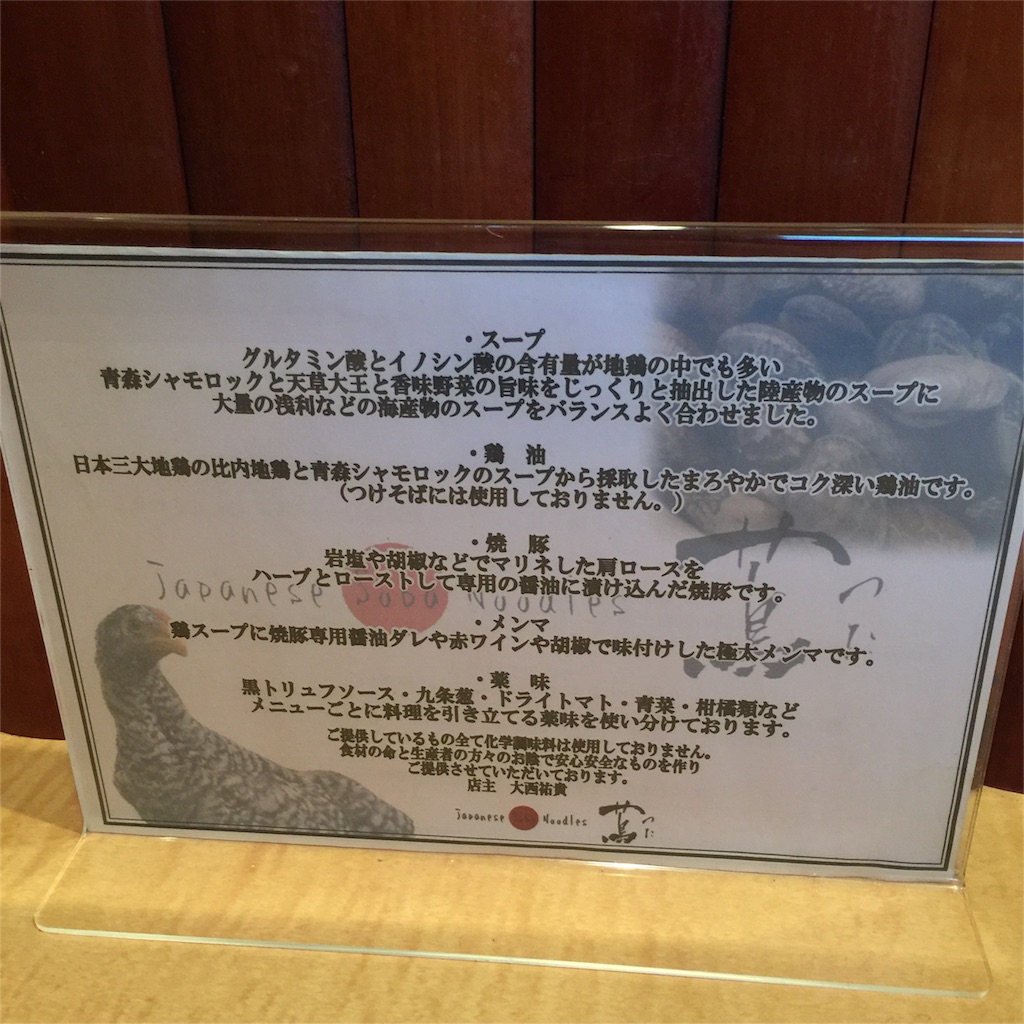 ・スープ
グルタミン酸とイノシン酸の含有量が地鶏の中でも多い
青森シャモロックと天草大王と香味野菜の旨味をじっくりと抽出した陸産物のスープに
大量の浅利などの海産物のスープをバランスよく合わせました。
・鶏　油
日本三大地鶏の比内地鶏と青森シャモロックのスープから採取したまろやかでコク深い鶏油です。
（つけそばには使用しておりません。）
・焼　豚
岩塩や胡椒などでマリネした肩ロースを
ハーブとローストして専用の醤油に漬け込んだ焼豚です。
Japanese Soba Noodles
蔦
つた
・メンマ
鶏スープに焼豚専用醤油ダレや赤ワインや胡椒で味付けした極太メンマです。
・薬　味
黒トリュフソース・九条葱・ドライトマト・青菜・柑橘類など
メニューごとに料理を引き立てる薬味を使い分けております。
ご提供しているもの全て化学調味料は使用しておりません。
食材の命と生産者の方々のお陰で安心安全なものを作り
ご提供させていただいております。
店主　大西祐貴
Japanese Soba Noodles 蔦 つた